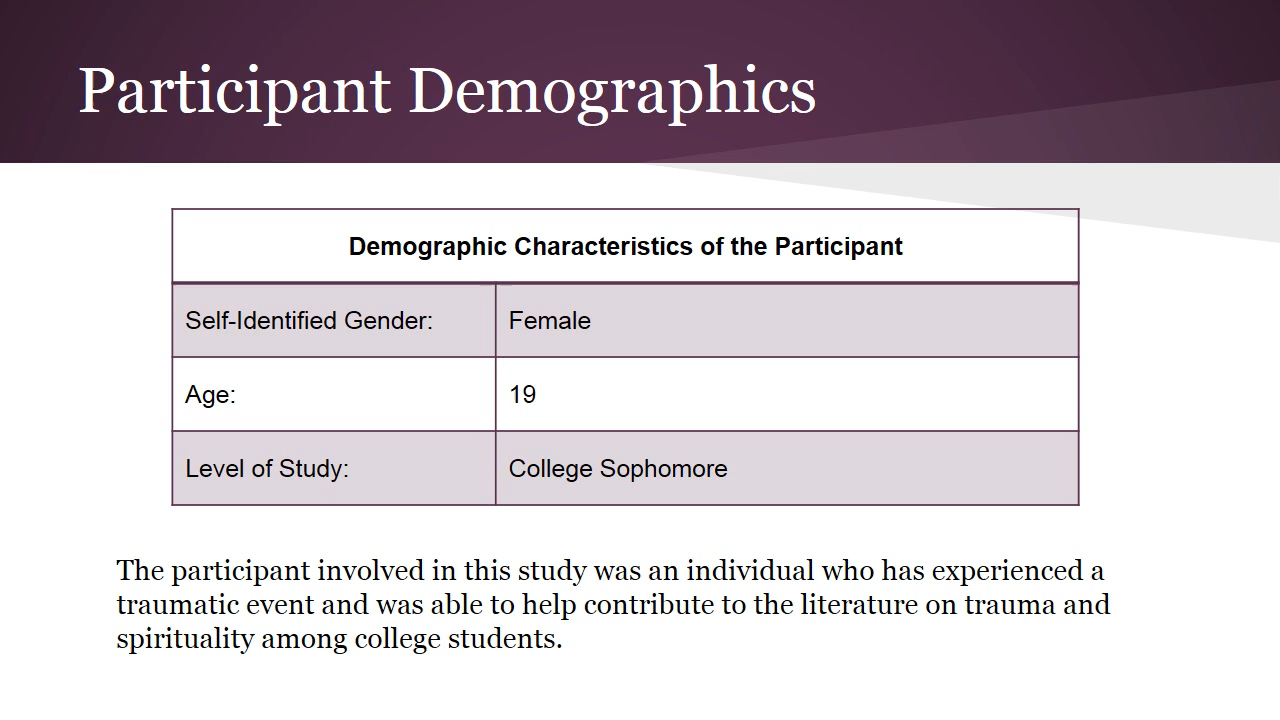 Participant Demographics
Demographic Characteristics of the Participant
Self-Identified Gender: Female
Age: 19
Level of Study: College Sophomore
The participant involved in this study was an individual who has experienced a
traumatic event and was able to help contribute to the literature on trauma and
spirituality among college students.